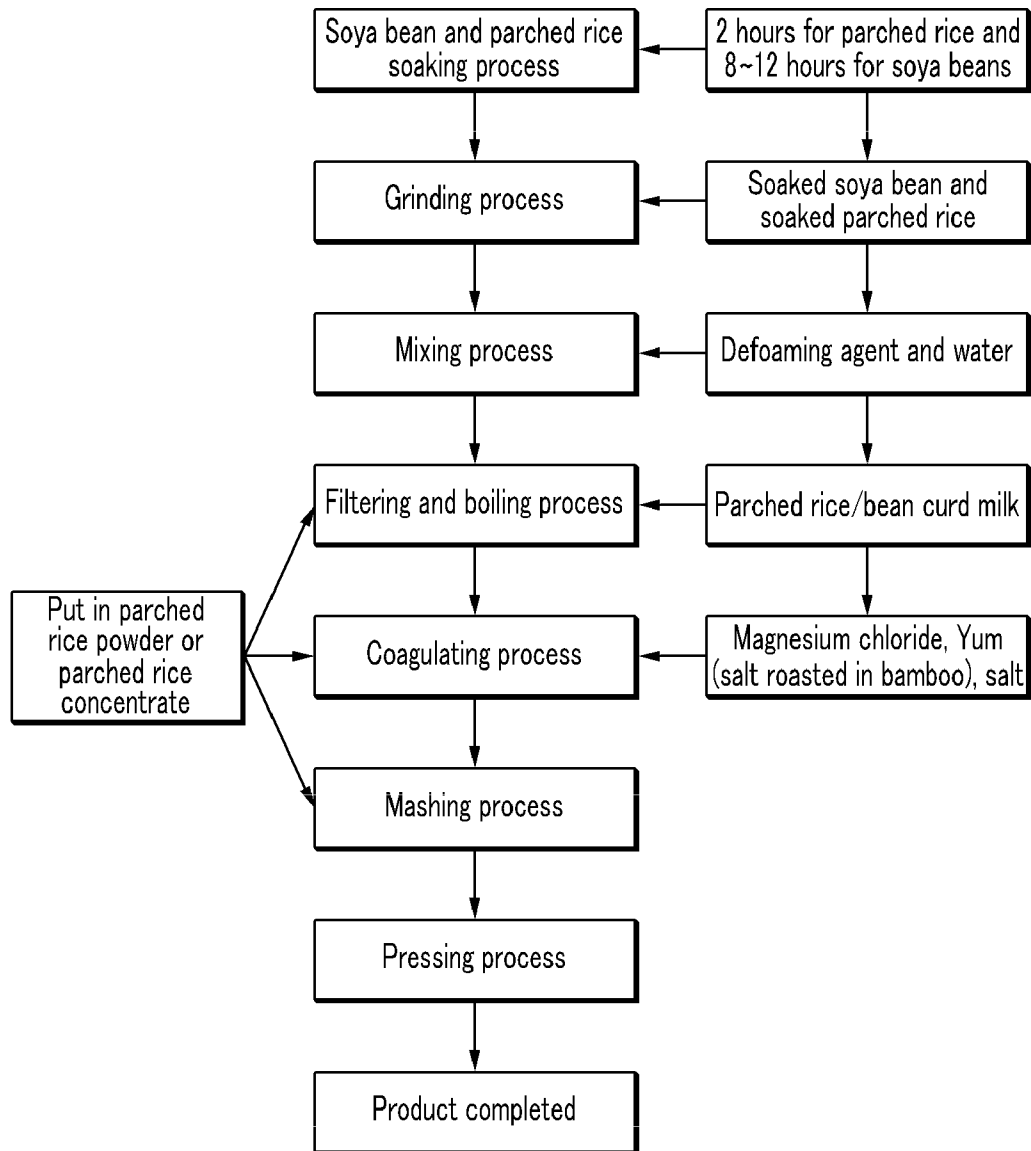 Soya bean and parched rice
soaking process
2 hours for parched rice and
8~12 hours for soya beans
Grinding process
Soaked soya bean and
soaked parched rice
Mixing process
Defoaming agent and water
Filtering and boiling process
Parched rice/bean curd milk
Put in parched
rice powder or
parched rice
concentrate
Coagulating process
Magnesium chloride, Yum
(salt roasted in bamboo), salt
Mashing process
Pressing process
Product completed